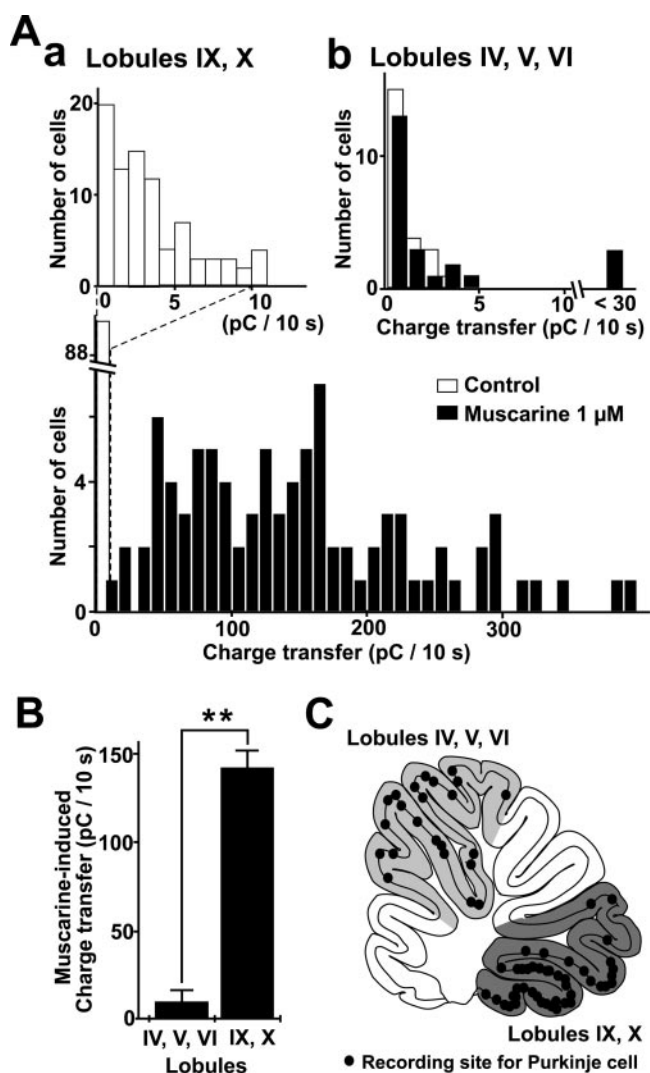 A
a Lobules IX, X
b Lobules IV, V, VI
Number of cells
20
10
0
0 5 10
(pC / 10 s)
Number of cells
10
0
0 5 10 < 30
Charge transfer (pC / 10 s)
Control
Muscarine 1 µM
88
Number of cells
4
0
0 100 200 300
Charge transfer (pC / 10 s)
B
**
Muscarine-induced
Charge transfer (pC / 10 s)
150
100
50
0
IV, V, VI IX, X
Lobules
C
Lobules IV, V, VI
Lobules IX, X
Recording site for Purkinje cell